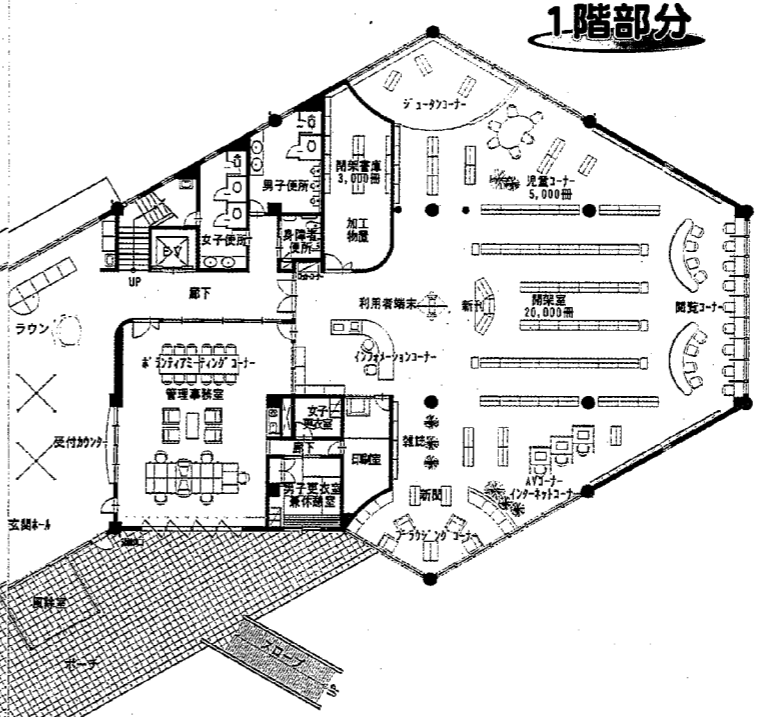 1階部分
ジュータンコーナー
閉架書庫
3,000冊
児童コーナー
5,000冊
男子便所
加工
物置
女子便所
身障者
便所
EV
UP
廊下
利用者端末
新刊
開架室
20,000冊
閲覧コーナー
ラウン
インフォメーションコーナー
ボランティアミーティングコーナー
管理事務室
女子
更衣室
受付カウンター
雑誌
廊下
印刷室
AVコーナー
インターネットコーナー
男子更衣室
兼休憩室
新聞
玄関ホール
ブラウジングコーナー
風除室
ポーチ
スロープ
UP